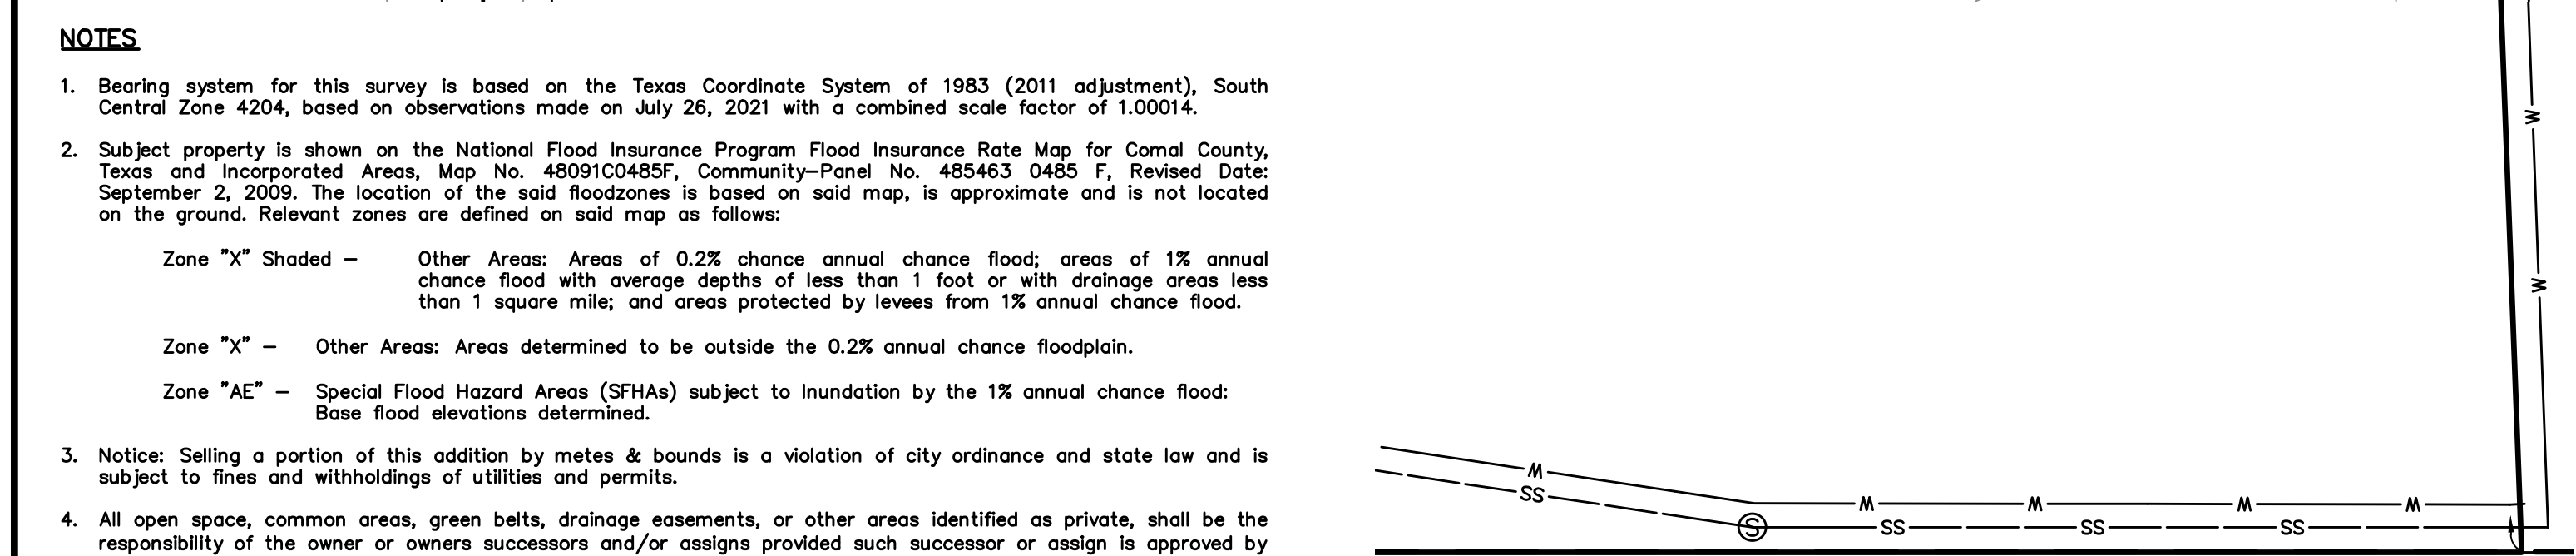 NOTES
1. Bearing system for this survey is based on the Texas Coordinate System of 1983 (2011 adjustment), South
Central Zone 4204, based on observations made on July 26, 2021 with a combined scale factor of 1.00014.
2. Subject property is shown on the National Flood Insurance Program Flood Insurance Rate Map for Comal County,
Texas and Incorporated Areas, Map No. 48091C0485F, Community-Panel No. 485463 0485 F, Revised Date:
September 2, 2009. The location of the said floodzones is based on said map, is approximate and is not located
on the ground. Relevant zones are defined on said map as follows:
Zone "X" Shaded - Other Areas: Areas of 0.2% chance annual chance flood; areas of 1% annual
chance flood with average depths of less than 1 foot or with drainage areas less
than 1 square mile; and areas protected by levees from 1% annual chance flood.
Zone "X" - Other Areas: Areas determined to be outside the 0.2% annual chance floodplain.
Zone "AE" - Special Flood Hazard Areas (SFHAs) subject to Inundation by the 1% annual chance flood:
Base flood elevations determined.
3. Notice: Selling a portion of this addition by metes & bounds is a violation of city ordinance and state law and is
subject to fines and withholdings of utilities and permits.
4. All open space, common areas, green belts, drainage easements, or other areas identified as private, shall be the
responsibility of the owner or owners successors and/or assigns provided such successor or assign is approved by
W
W
W
SS
W W W W
S SS SS SS